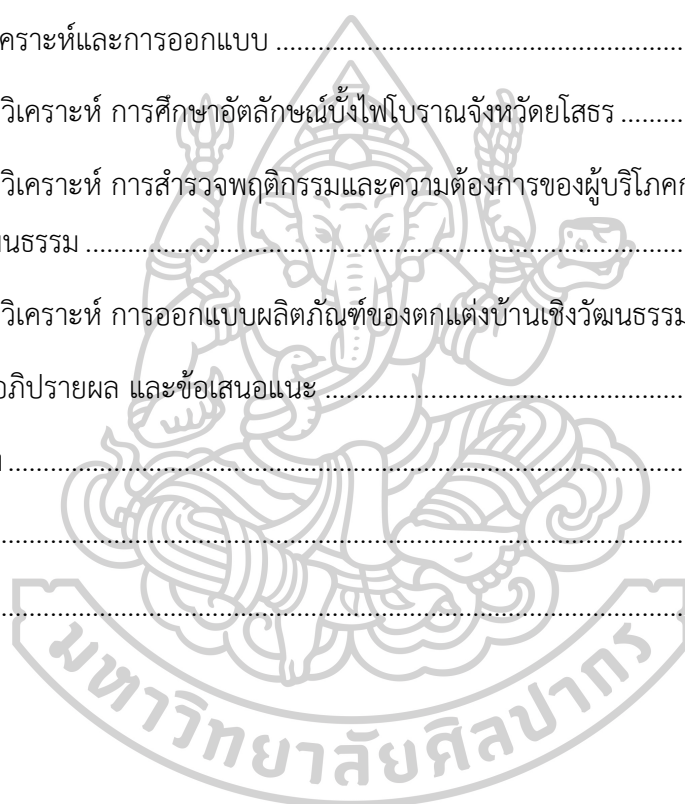 คราะห์และการออกแบบ ................................................................
วิเคราะห์ การศึกษาอัตลักษณ์บั้งไฟโบราณจังหวัดยโสธร .........
วิเคราะห์ การสำรวจพฤติกรรมและความต้องการของผู้บริโภค
นธรรม ................................................................
วิเคราะห์ การออกแบบผลิตภัณฑ์ของตกแต่งบ้านเชิงวัฒนธรรม
อภิปรายผล และข้อเสนอแนะ ................................................................
มหาวิทยาลัยศิลปากร